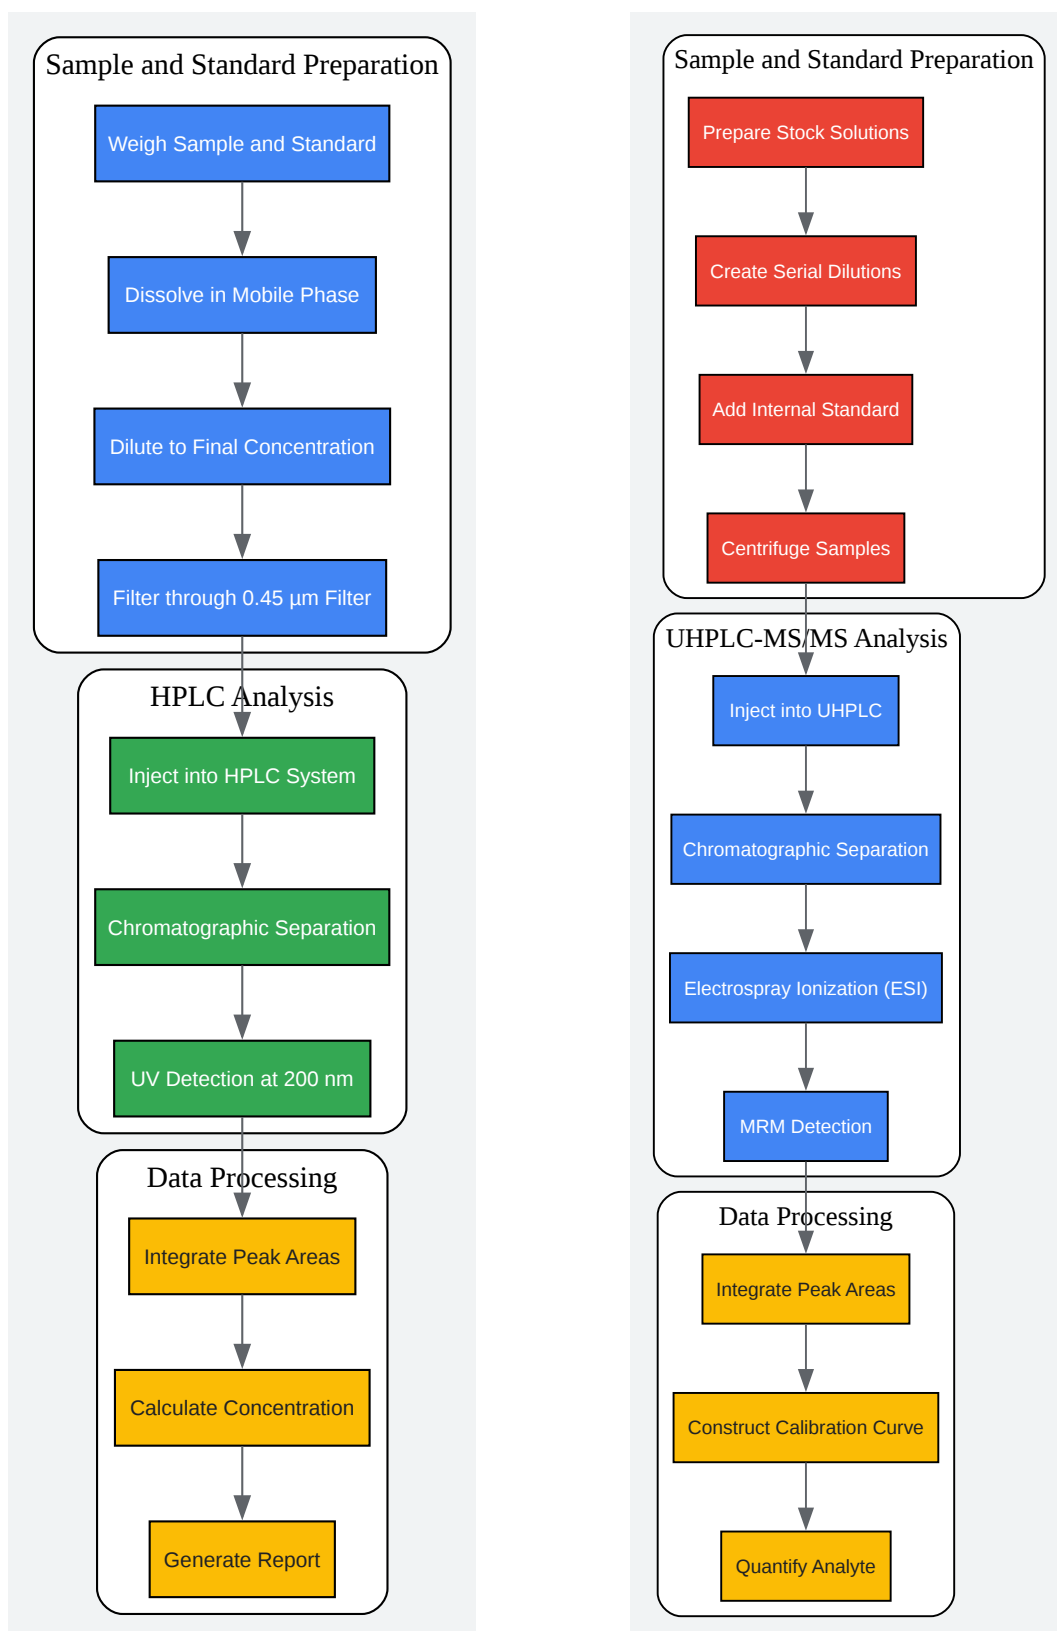 Sample and Standard Preparation
Weigh Sample and Standard
Dissolve in Mobile Phase
Dilute to Final Concentration
Filter through 0.45 µm Filter
HPLC Analysis
Inject into HPLC System
Chromatographic Separation
UV Detection at 200 nm
Data Processing
Integrate Peak Areas
Calculate Concentration
Generate Report
Sample and Standard Preparation
Prepare Stock Solutions
Create Serial Dilutions
Add Internal Standard
Centrifuge Samples
UHPLC-MS/MS Analysis
Inject into UHPLC
Chromatographic Separation
Electrospray Ionization (ESI)
MRM Detection
Data Processing
Integrate Peak Areas
Construct Calibration Curve
Quantify Analyte